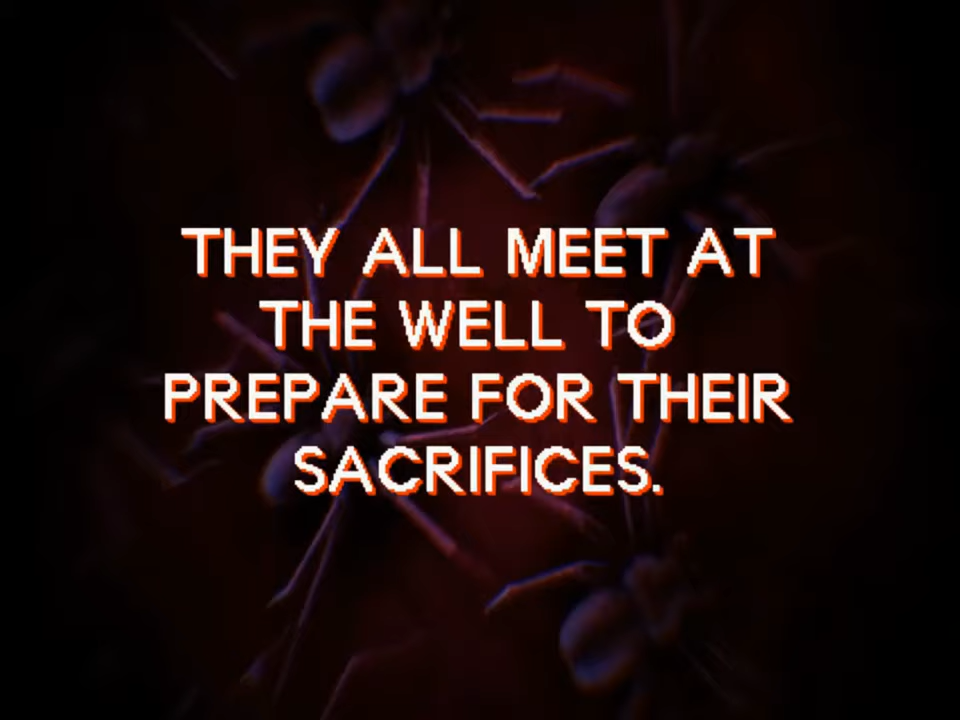 THEY ALL MEET AT
THE WELL TO
PREPARE FOR THEIR
SACRIFICES.